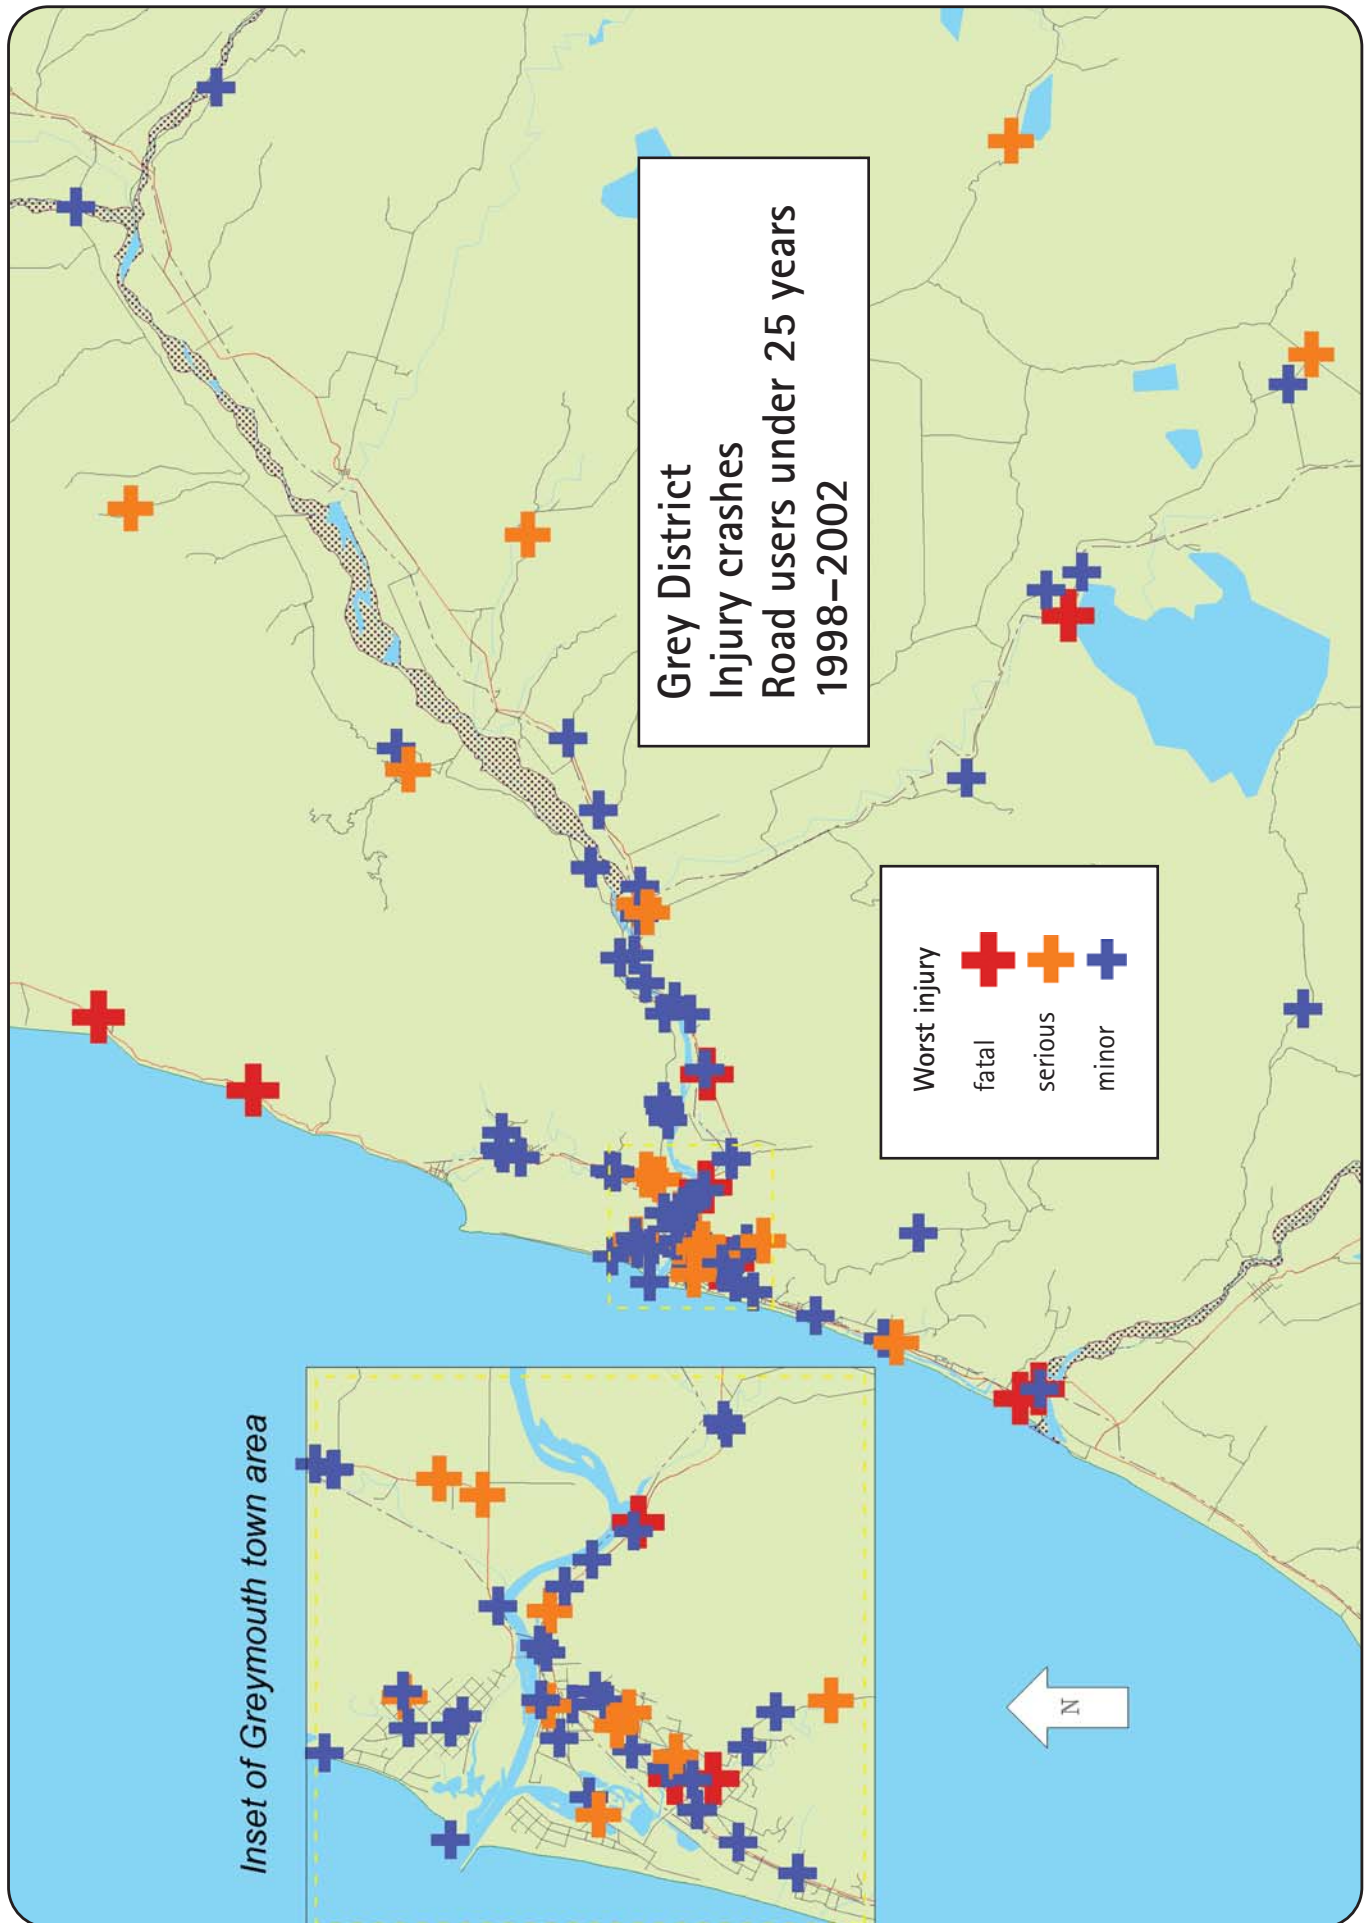 Grey District
Injury crashes
Road users under 25 years
1998–2002
Worst injury
fatal
serious
minor
Inset of Greymouth town area
N